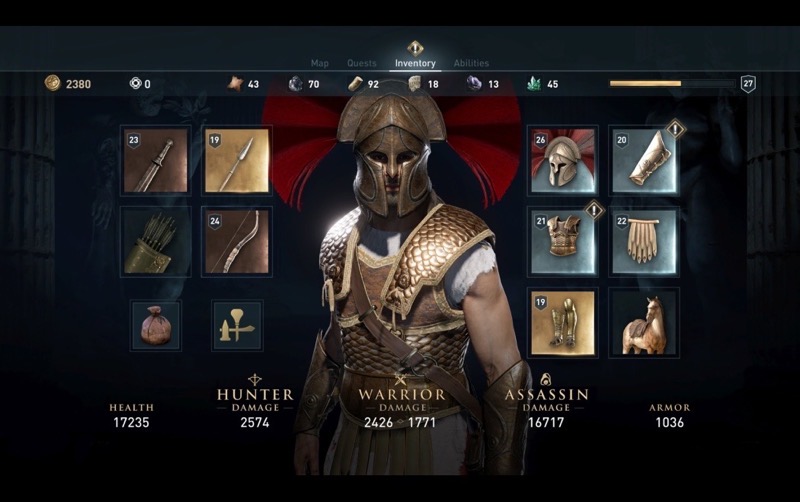 Map Quests Inventory Abilities
2380 0 43 70 92 18 13 45 27
23 19 26 20
24 21 22
19
HUNTER WARRIOR ASSASSIN
HEALTH DAMAGE DAMAGE DAMAGE ARMOR
17235 2574 2426 1771 16717 1036